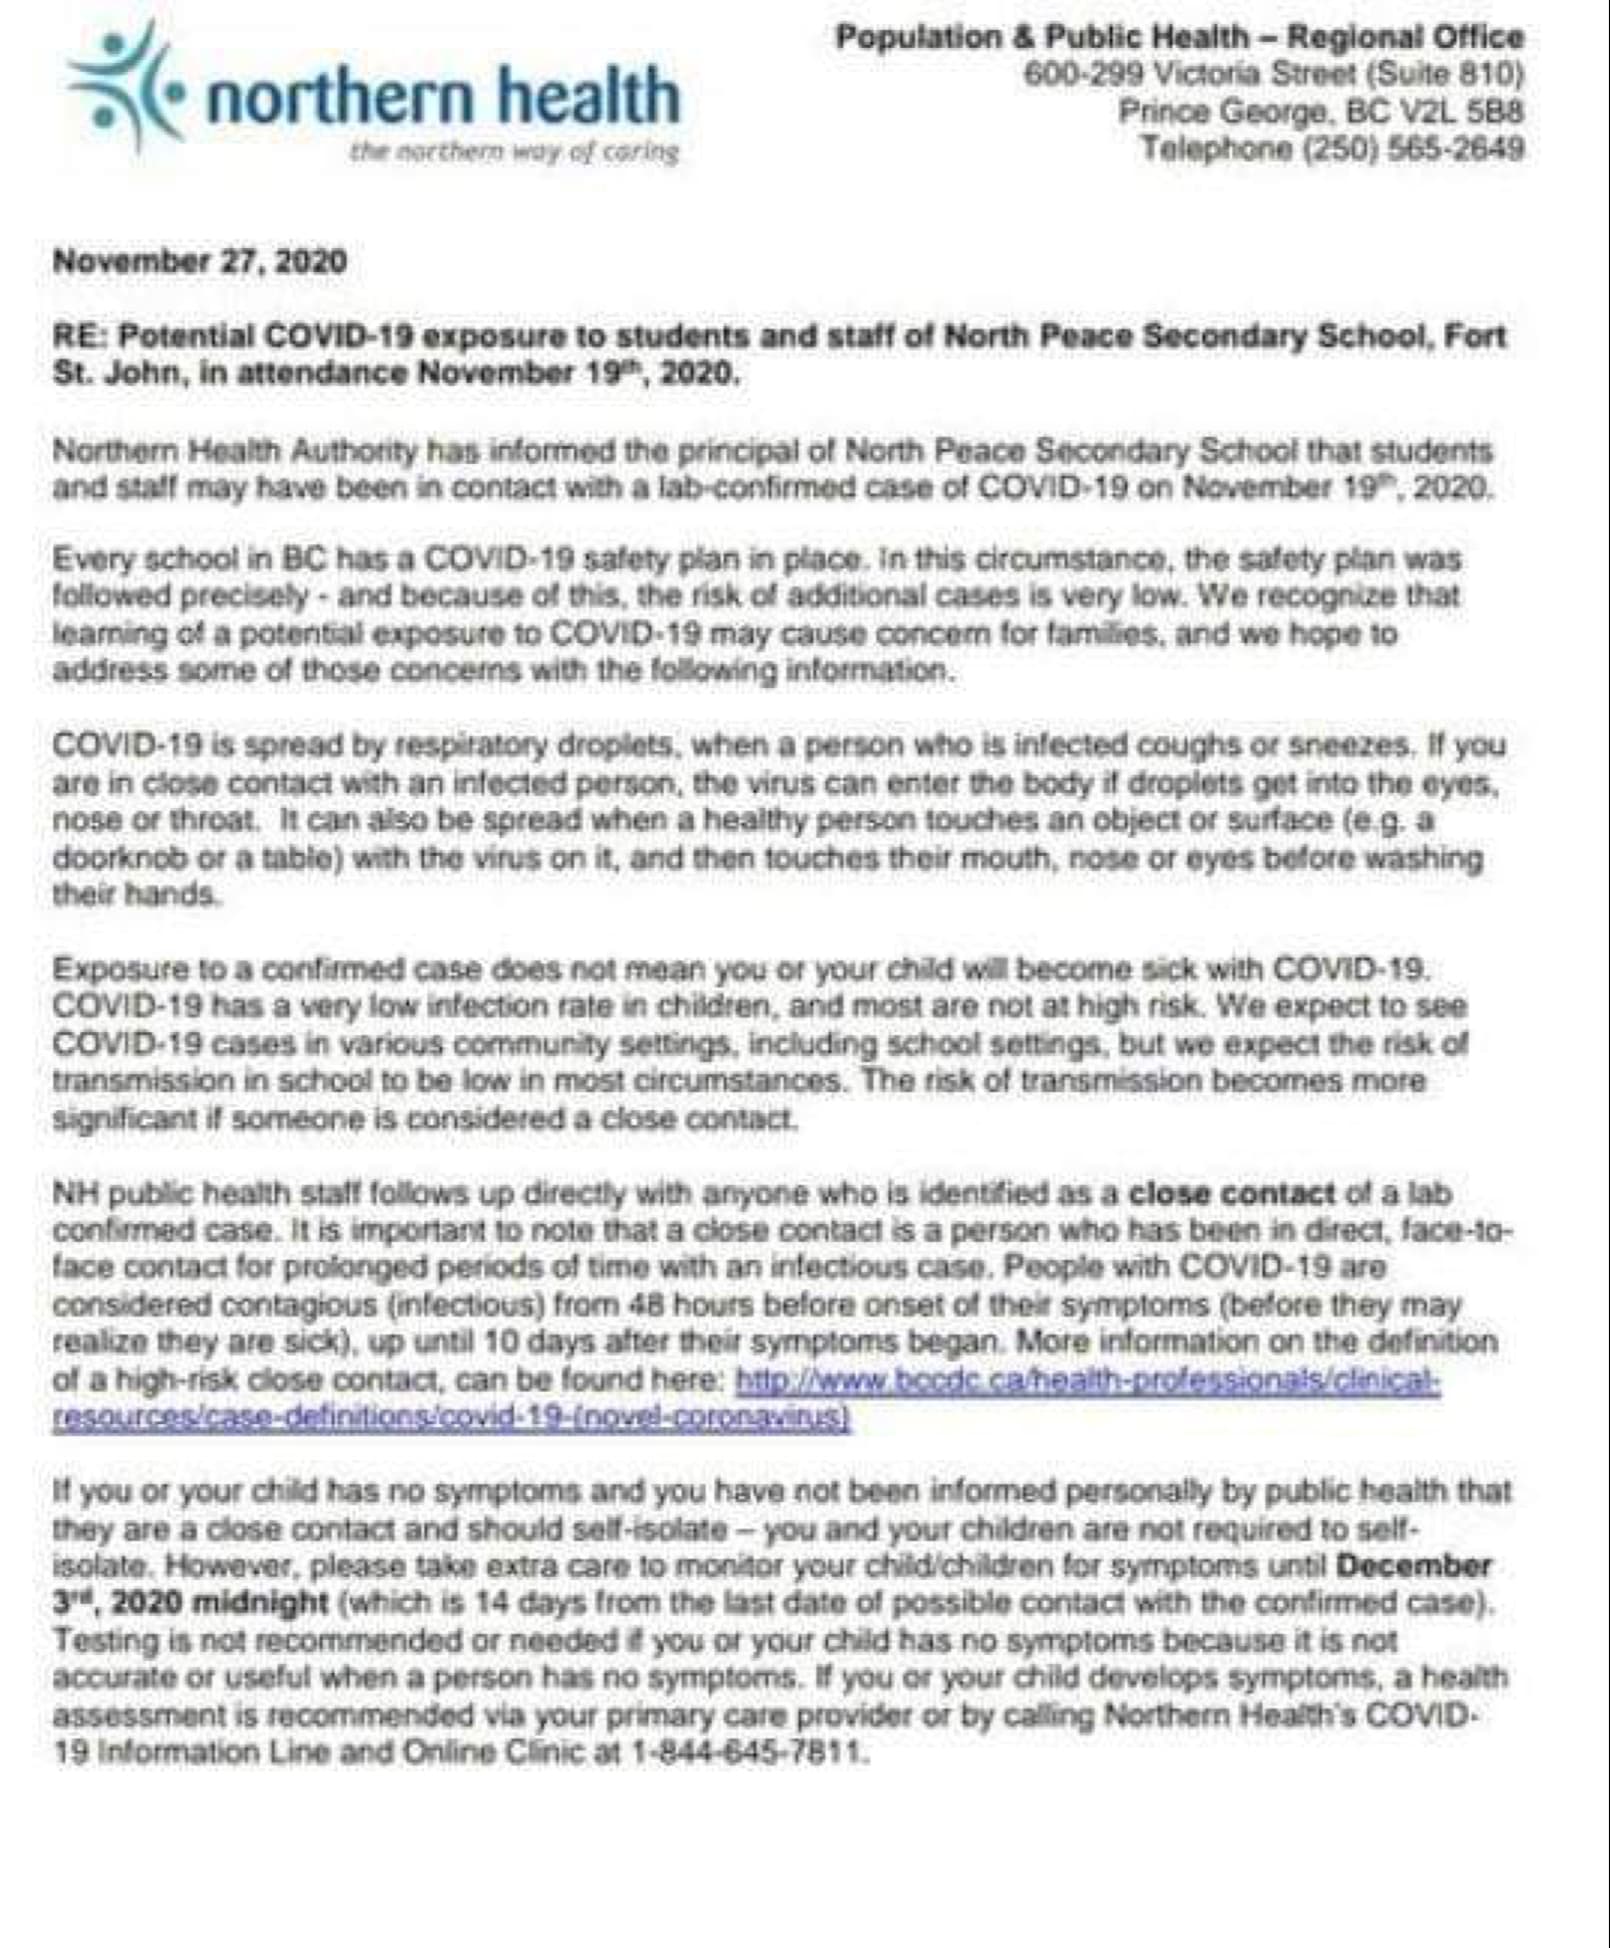 northern health
the northern way of caring
Population & Public Health – Regional Office
600-299 Victoria Street (Suite 810)
Prince George, BC V2L 5B8
Telephone (250) 565-2649
November 27, 2020
RE: Potential COVID-19 exposure to students and staff of North Peace Secondary School, Fort
St. John, in attendance November 19th, 2020.
Northern Health Authority has informed the principal of North Peace Secondary School that students
and staff may have been in contact with a lab-confirmed case of COVID-19 on November 19th, 2020.
Every school in BC has a COVID-19 safety plan in place. In this circumstance, the safety plan was
followed precisely - and because of this, the risk of additional cases is very low. We recognize that
learning of a potential exposure to COVID-19 may cause concern for families, and we hope to
address some of those concerns with the following information.
COVID-19 is spread by respiratory droplets, when a person who is infected coughs or sneezes. If you
are in close contact with an infected person, the virus can enter the body if droplets get into the eyes,
nose or throat. It can also be spread when a healthy person touches an object or surface (e.g. a
doorknob or a table) with the virus on it, and then touches their mouth, nose or eyes before washing
their hands.
Exposure to a confirmed case does not mean you or your child will become sick with COVID-19.
COVID-19 has a very low infection rate in children, and most are not at high risk. We expect to see
COVID-19 cases in various community settings, including school settings, but we expect the risk of
transmission in school to be low in most circumstances. The risk of transmission becomes more
significant if someone is considered a close contact.
NH public health staff follows up directly with anyone who is identified as a close contact of a lab
confirmed case. It is important to note that a close contact is a person who has been in direct, face-to-
face contact for prolonged periods of time with an infectious case. People with COVID-19 are
considered contagious (infectious) from 48 hours before onset of their symptoms (before they may
realize they are sick), up until 10 days after their symptoms began. More information on the definition
of a high-risk close contact, can be found here: http://www.bccdc.ca/health-professionals/clinical-
resources/case-definitions/covid-19-(novel-coronavirus)
If you or your child has no symptoms and you have not been informed personally by public health that
they are a close contact and should self-isolate – you and your children are not required to self-
isolate. However, please take extra care to monitor your child/children for symptoms until December
3rd, 2020 midnight (which is 14 days from the last date of possible contact with the confirmed case).
Testing is not recommended or needed if you or your child has no symptoms because it is not
accurate or useful when a person has no symptoms. If you or your child develops symptoms, a health
assessment is recommended via your primary care provider or by calling Northern Health's COVID-
19 Information Line and Online Clinic at 1-844-645-7811.